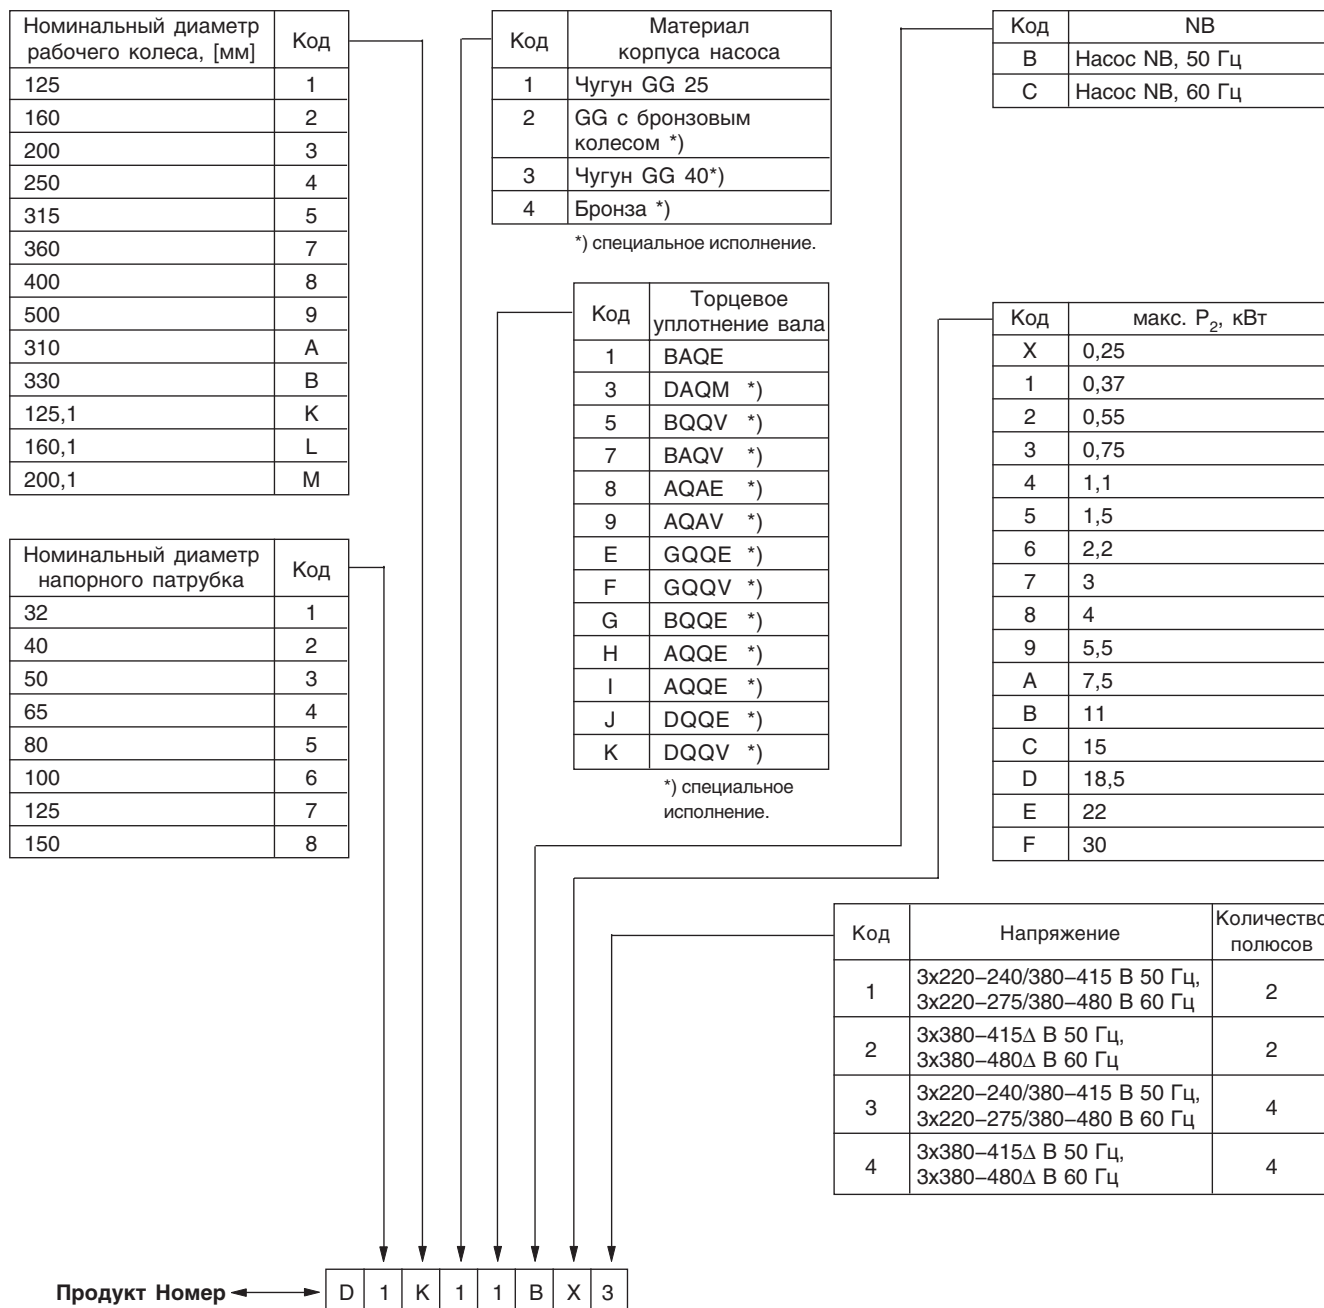 Номинальный диаметр
рабочего колеса, [мм]
Код
125 1
160 2
200 3
250 4
315 5
360 7
400 8
500 9
310 A
330 B
125,1 K
160,1 L
200,1 M
Номинальный диаметр
напорного патрубка
Код
32 1
40 2
50 3
65 4
80 5
100 6
125 7
150 8
Код
Материал
корпуса насоса
1 Чугун GG 25
2 GG с бронзовым
колесом *)
3 Чугун GG 40*)
4 Бронза *)
*) специальное исполнение.
Код
Торцевое
уплотнение вала
1 BAQE
3 DAQM *)
5 BQQV *)
7 BAQV *)
8 AQAE *)
9 AQAV *)
E GQQE *)
F GQQV *)
G BQQE *)
H AQQE *)
I AQQE *)
J DQQE *)
K DQQV *)
*) специальное
исполнение.
Код NB
B Насос NB, 50 Гц
C Насос NB, 60 Гц
Код макс. P2, кВт
X 0,25
1 0,37
2 0,55
3 0,75
4 1,1
5 1,5
6 2,2
7 3
8 4
9 5,5
A 7,5
B 11
C 15
D 18,5
E 22
F 30
Код Напряжение
Количество
полюсов
1 3x220–240/380–415 В 50 Гц,
3x220–275/380–480 В 60 Гц 2
2 3x380–415Δ В 50 Гц,
3x380–480Δ В 60 Гц 2
3 3x220–240/380–415 В 50 Гц,
3x220–275/380–480 В 60 Гц 4
4 3x380–415Δ В 50 Гц,
3x380–480Δ В 60 Гц 4
Продукт Номер D 1 K 1 1 B X 3